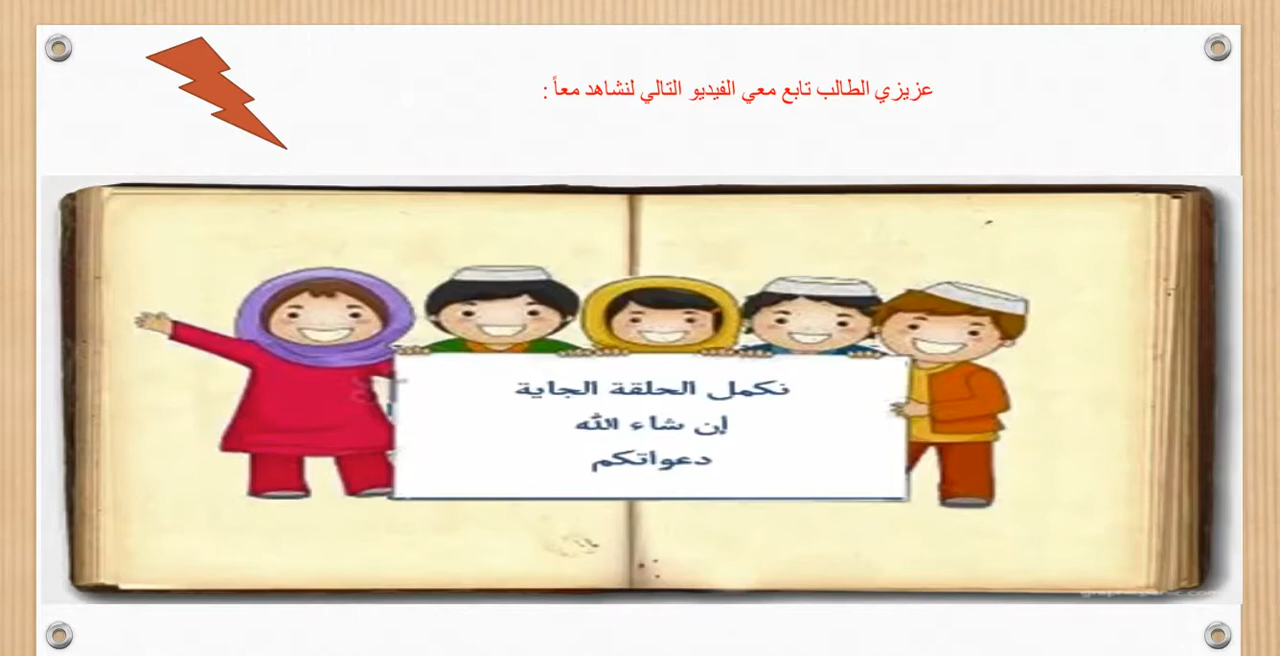 عزيزي الطالب تابع معي الفيديو التالي لنشاهد معاً :
نكمل الحلقة الجاية
إن شاء الله
دعواتكم